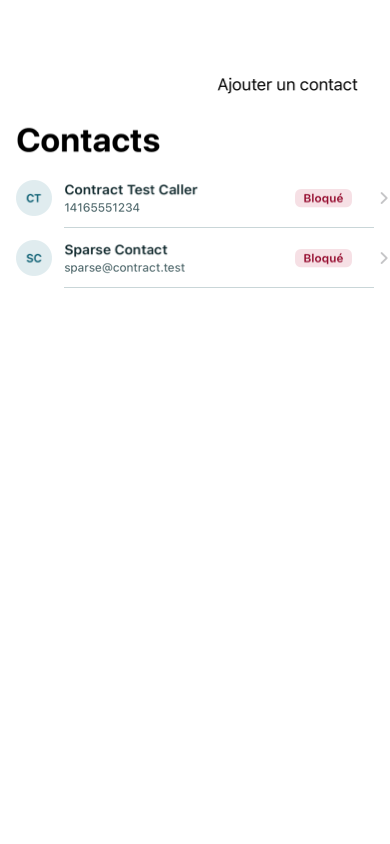 Ajouter un contact
Contacts
CT
Contract Test Caller
14165551234
Bloqué
SC
Sparse Contact
sparse@contract.test
Bloqué